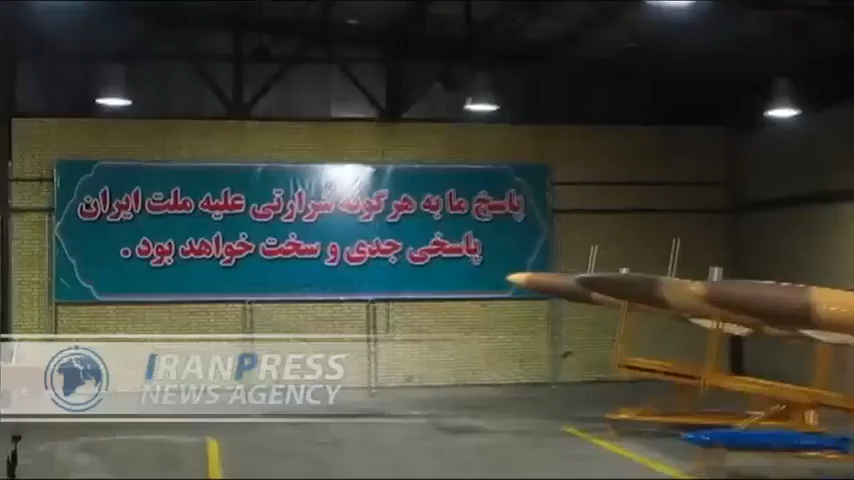 پاسخ ما به هرگونه شرارتی علیه ملت ایران
پاسخی جدی و سخت خواهد بود .
IRANPRESS
NEWS AGENCY